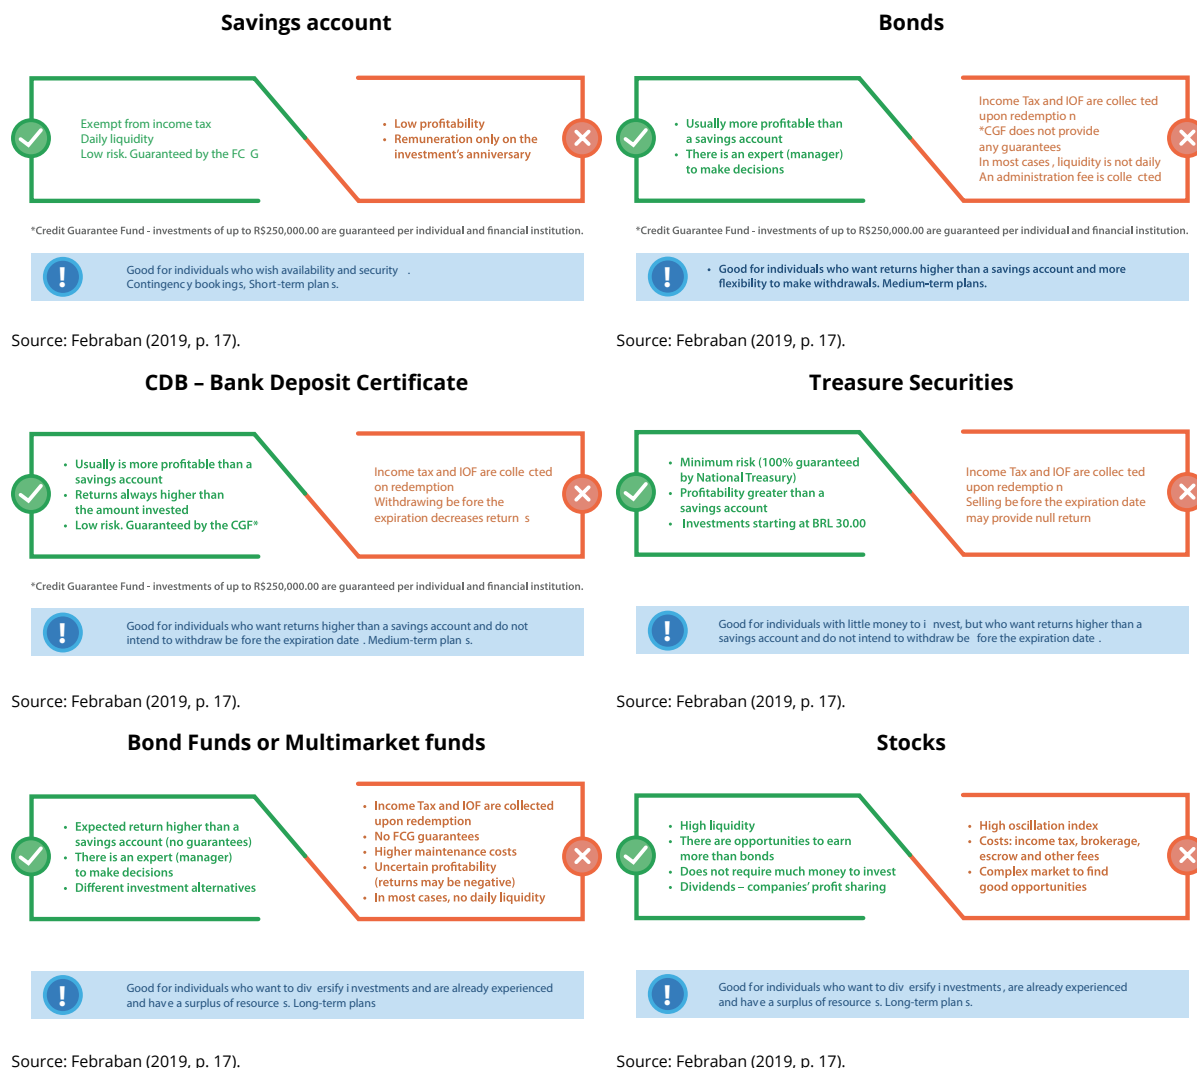 Savings account
Exempt from income tax
Daily liquidity
Low risk. Guaranteed by the FC G
• Low profitability
• Remuneration only on the
investment's anniversary
*Credit Guarantee Fund - investments of up to R$250,000.00 are guaranteed per individual and financial institution.
Good for individuals who wish availability and security .
Contingency bookings, Short-term plans.
Source: Febraban (2019, p. 17).
Bonds
• Usually more profitable than
a savings account
• There is an expert (manager)
to make decisions
Income Tax and IOF are collec ted
upon redemptio n
*CGF does not provide
any guarantees
In most cases , liquidity is not daily
An administration fee is colle cted
*Credit Guarantee Fund - investments of up to R$250,000.00 are guaranteed per individual and financial institution.
• Good for individuals who want returns higher than a savings account and more
flexibility to make withdrawals. Medium-term plans.
Source: Febraban (2019, p. 17).
CDB – Bank Deposit Certificate
• Usually is more profitable than a
savings account
• Returns always higher than
the amount invested
• Low risk. Guaranteed by the CGF*
Income tax and IOF are colle cted
on redemption
Withdrawing be fore the
expiration decreases return s
*Credit Guarantee Fund - investments of up to R$250,000.00 are guaranteed per individual and financial institution.
Good for individuals who want returns higher than a savings account and do not
intend to withdraw be fore the expiration date . Medium-term plan s.
Source: Febraban (2019, p. 17).
Treasure Securities
• Minimum risk (100% guaranteed
by National Treasury)
• Profitability greater than a
savings account
• Investments starting at BRL 30.00
Income Tax and IOF are collec ted
upon redemptio n
Selling be fore the expiration date
may provide null return
Good for individuals with little money to i nvest, but who want returns higher than a
savings account and do not intend to withdraw be fore the expiration date .
Source: Febraban (2019, p. 17).
Bond Funds or Multimarket funds
• Expected return higher than a
savings account (no guarantees)
• There is an expert (manager)
to make decisions
• Different investment alternatives
• Income Tax and IOF are collected
upon redemption
• No FCG guarantees
• Higher maintenance costs
• Uncertain profitability
(returns may be negative)
• In most cases, no daily liquidity
Good for individuals who want to div ersify i nvestments and are already experienced
and have a surplus of resource s. Long-term plans
Source: Febraban (2019, p. 17).
Stocks
• High liquidity
• There are opportunities to earn
more than bonds
• Does not require much money to invest
• Dividends – companies' profit sharing
• High oscillation index
• Costs: income tax, brokerage,
escrow and other fees
• Complex market to find
good opportunities
Good for individuals who want to div ersify i nvestments , are already experienced
and have a surplus of resource s. Long-term plan s.
Source: Febraban (2019, p. 17).